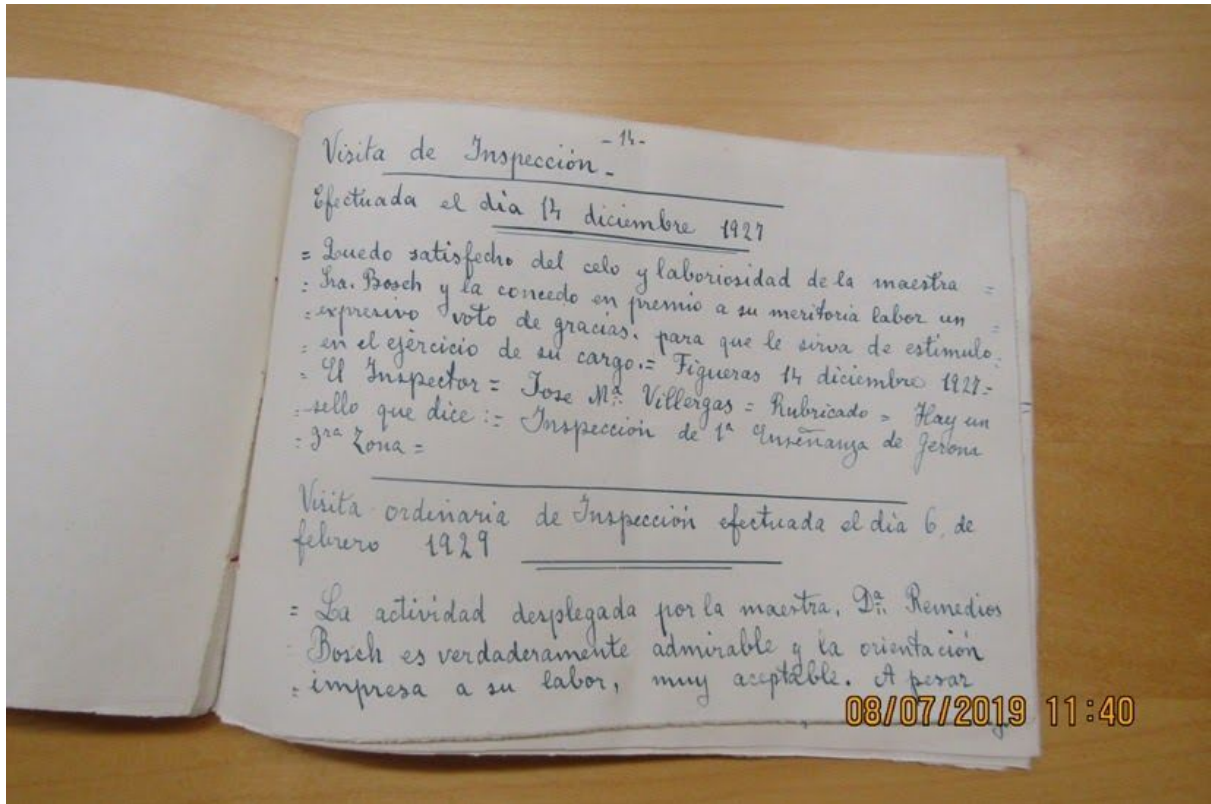 - 14 -
Visita de Inspección -
Efectuada el dia 14 diciembre 1927
= Quedo satisfecho del celo y laboriosidad de la maestra =
= Sra. Bosch y la concedo en premio a su meritoria labor un =
= expresivo voto de gracias, para que le sirva de estimulo =
= en el ejercicio de su cargo. = Figueras 14 diciembre 1927 =
= El Inspector = Jose Mª Villergas = Rubricado = Hay un
= sello que dice := Inspección de 1ª Enseñanza de Gerona
= 3ra Zona =
Visita ordinaria de Inspección efectuada el dia 6, de
febrero 1929
= La actividad desplegada por la maestra, Dª Remedios
= Bosch es verdaderamente admirable y la orientación
= impresa a su labor, muy aceptable. A pesar
08/07/2019 11:40